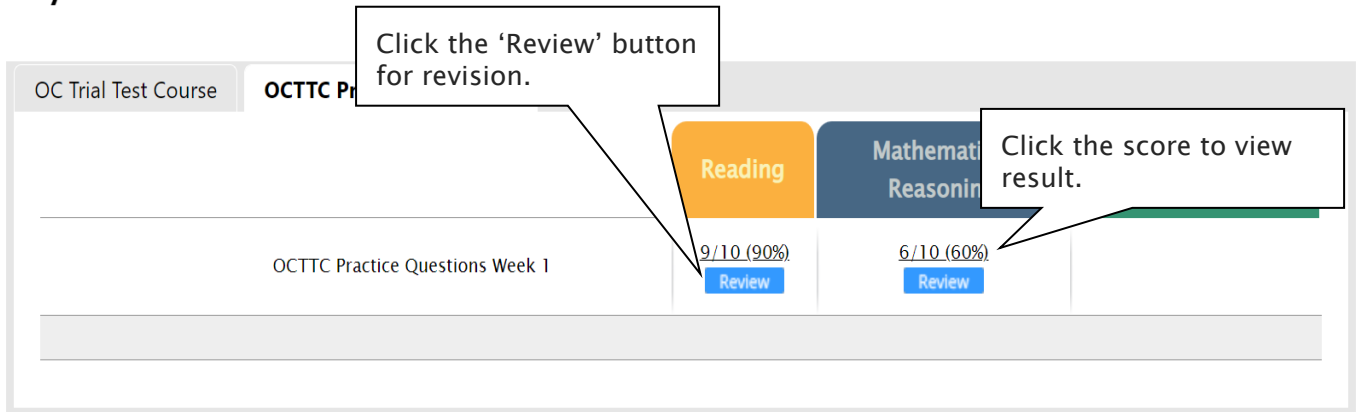 Click the ‘Review’ button
for revision.
OC Trial Test Course
OCTTC
Click the score to view
result.
Reading
OCTTC Practice Questions Week 1
9/10 (90%)
Review
6/10 (60%)
Review